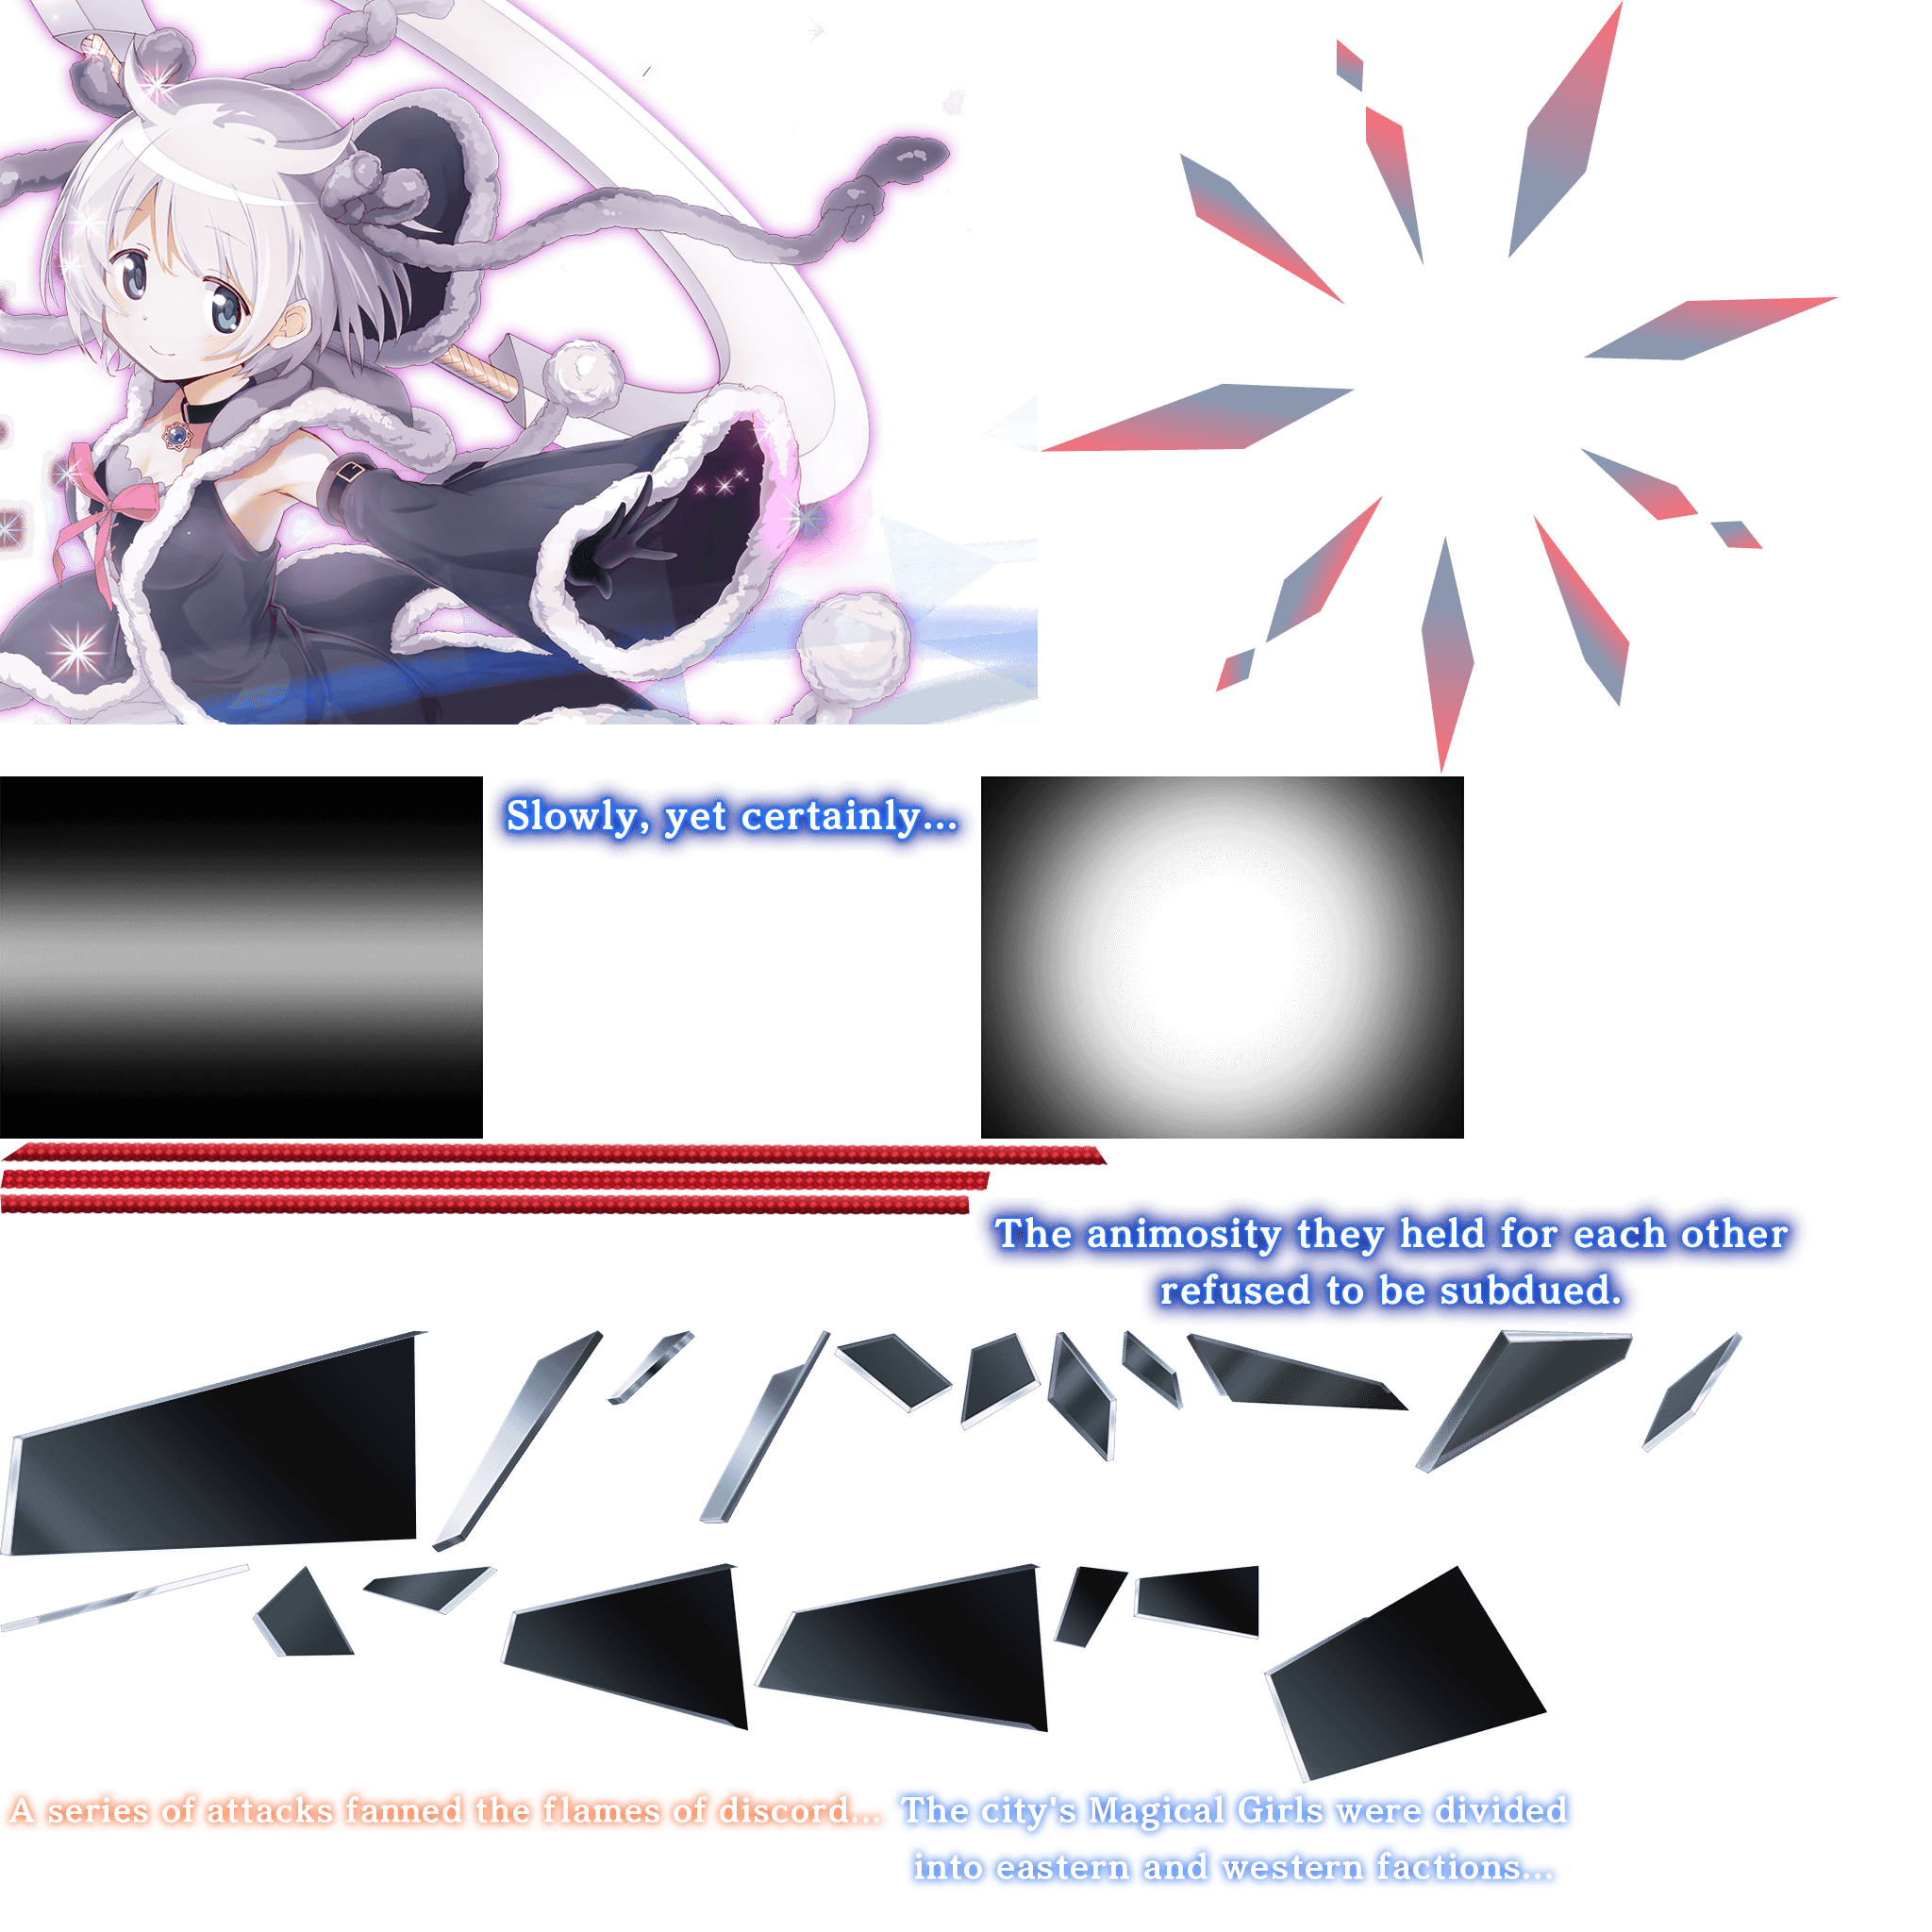 Slowly, yet certainly...
The animosity they held for each other
refused to be subdued.
A series of attacks fanned the flames of discord...
The city's Magical Girls were divided
into eastern and western factions...